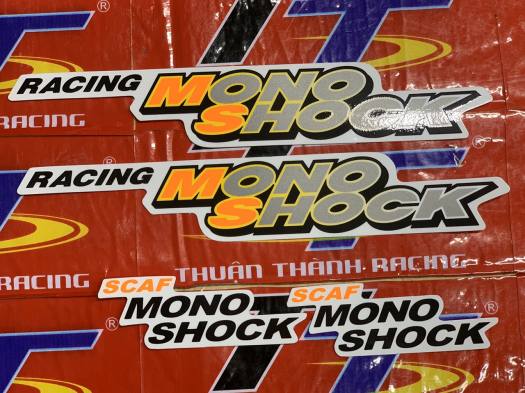 RACING MONO
SHOCK
RACING
RACING MONO
SHOCK
RACING
THUẬN THÀNH RACING
SCAF
MONO
SHOCK
SCAF
MONO
SHOCK